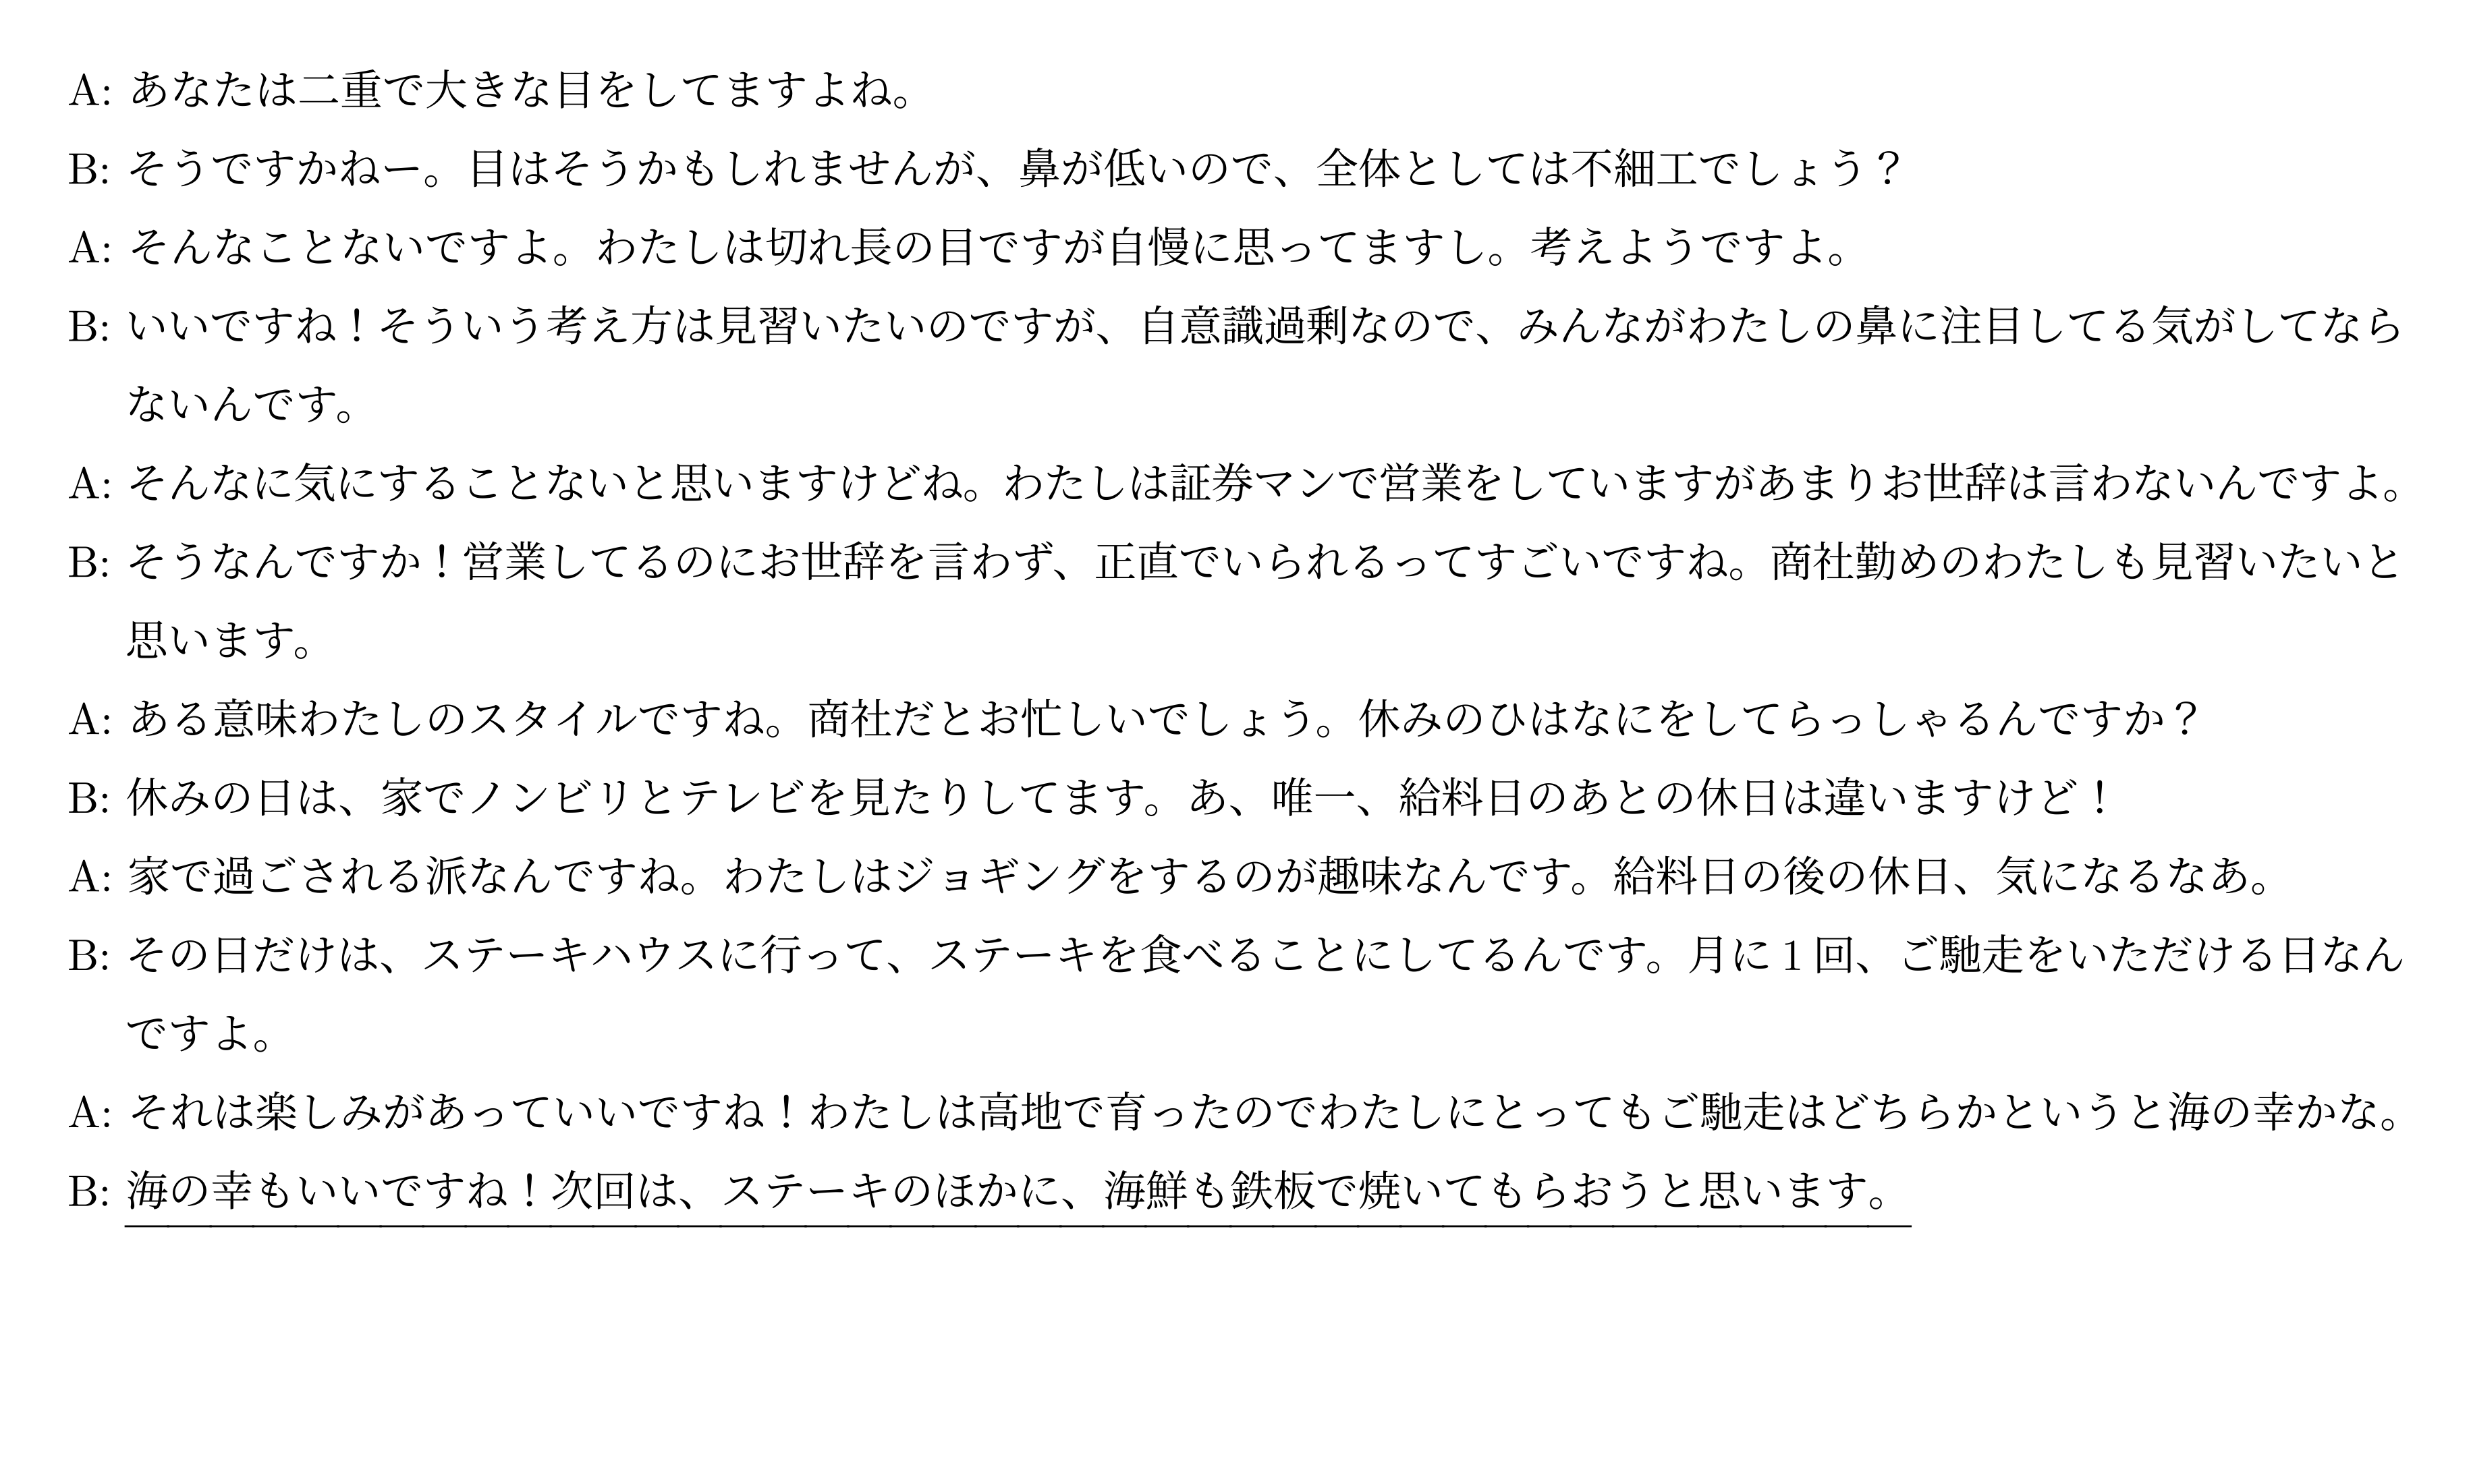 A: あなたは二重で大きな目をしてますよね。
B: そうですかねー。目はそうかもしれませんが、鼻が低いので、全体としては不細工でしょう？
A: そんなことないですよ。わたしは切れ長の目ですが自慢に思ってますし。考えようですよ。
B: いいですね！そういう考え方は見習いたいのですが、自意識過剰なので、みんながわたしの鼻に注目してる気がしてなら
ないんです。
A: そんなに気にすることないと思いますけどね。わたしは証券マンで営業をしていますがあまりお世辞は言わないんですよ。
B: そうなんですか！営業してるのにお世辞を言わず、正直でいられるってすごいですね。商社勤めのわたしも見習いたいと
思います。
A: ある意味わたしのスタイルですね。商社だとお忙しいでしょう。休みのひはなにをしてらっしゃるんですか？
B: 休みの日は、家でノンビリとテレビを見たりしてます。あ、唯一、給料日のあとの休日は違いますけど！
A: 家で過ごされる派なんですね。わたしはジョギングをするのが趣味なんです。給料日の後の休日、気になるなあ。
B: その日だけは、ステーキハウスに行って、ステーキを食べることにしてるんです。月に1回、ご馳走をいただける日なん
ですよ。
A: それは楽しみがあっていいですね！わたしは高地で育ったのでわたしにとってもご馳走はどちらかというと海の幸かな。
B: 海の幸もいいですね！次回は、ステーキのほかに、海鮮も鉄板で焼いてもらおうと思います。